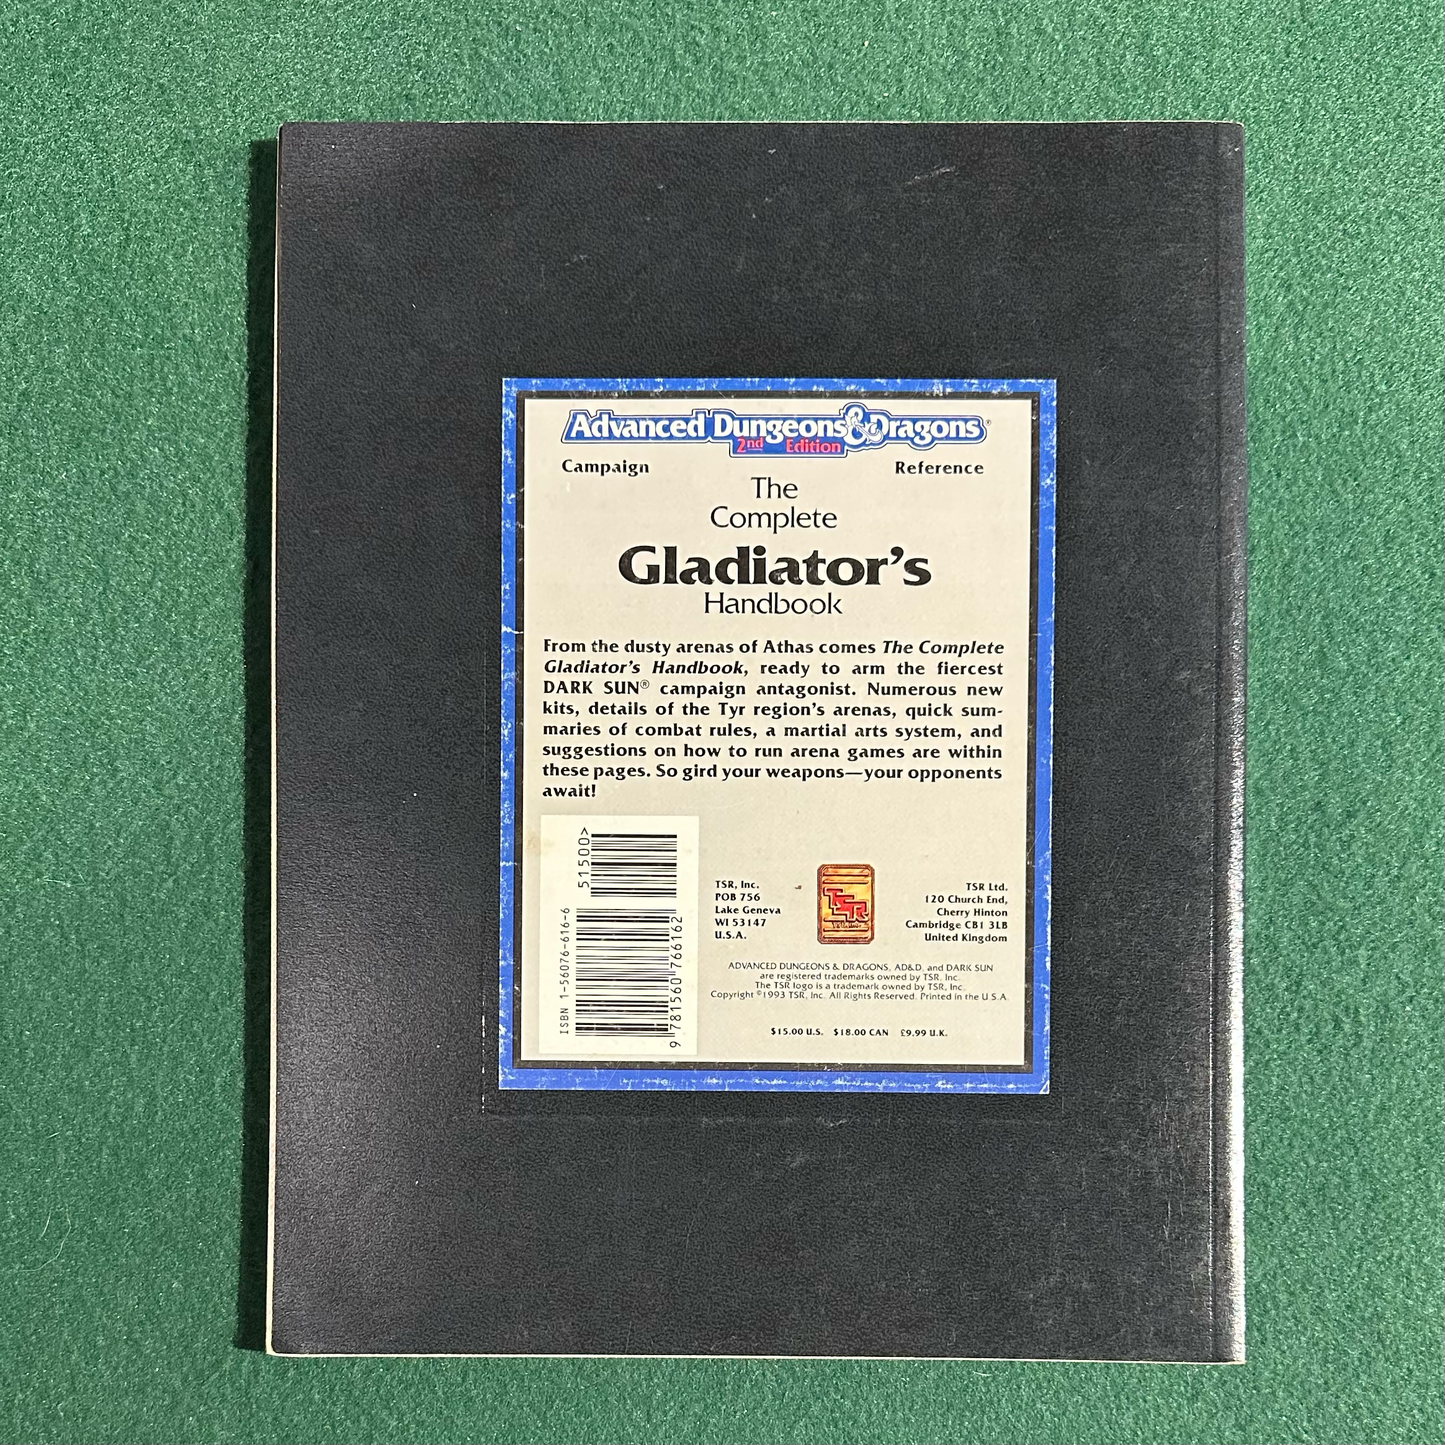 Advanced Dungeons & Dragons®
2nd Edition
Campaign Reference
The
Complete
Gladiator's
Handbook
From the dusty arenas of Athas comes The Complete
Gladiator's Handbook, ready to arm the fiercest
DARK SUN® campaign antagonist. Numerous new
kits, details of the Tyr region's arenas, quick sum-
maries of combat rules, a martial arts system, and
suggestions on how to run arena games are within
these pages. So gird your weapons—your opponents
await!
51500>
ISBN 1-56076-616-6
9 781560 766162
TSR, Inc.
POB 756
Lake Geneva
WI 53147
U.S.A.
TSR
TSR Ltd.
120 Church End,
Cherry Hinton
Cambridge CB1 3LB
United Kingdom
ADVANCED DUNGEONS & DRAGONS, AD&D, and DARK SUN
are registered trademarks owned by TSR, Inc.
The TSR logo is a trademark owned by TSR, Inc.
Copyright ©1993 TSR, Inc. All Rights Reserved. Printed in the U.S.A.
$15.00 U.S. $18.00 CAN £9.99 U.K.